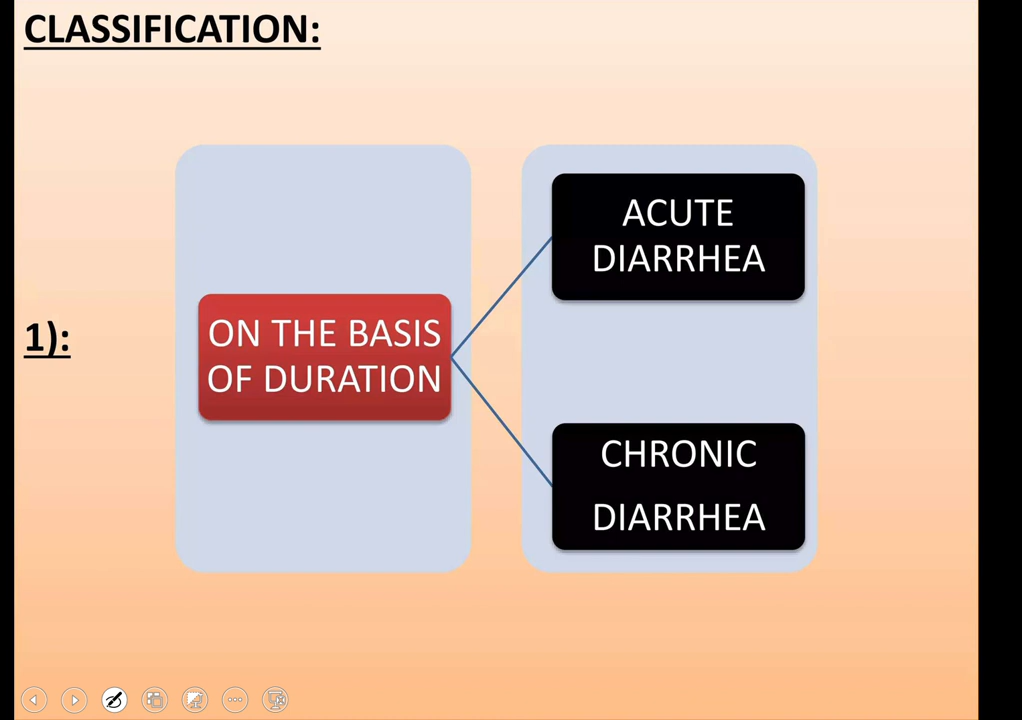 CLASSIFICATION:
1):
ON THE BASIS
OF DURATION
ACUTE
DIARRHEA
CHRONIC
DIARRHEA